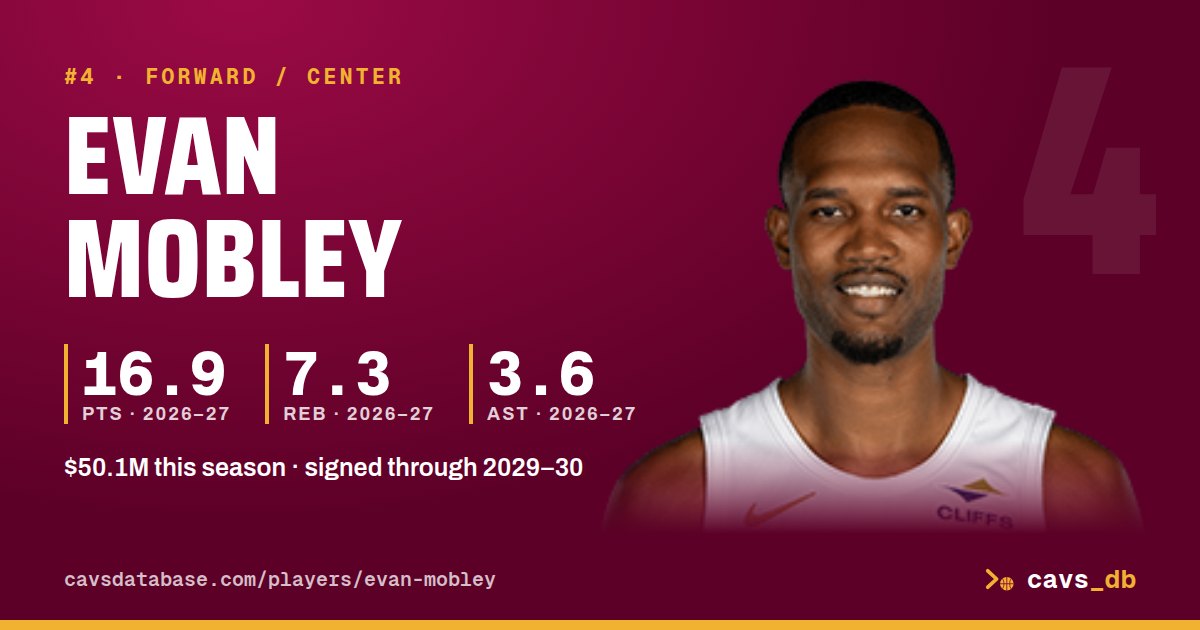 #4 · FORWARD / CENTER
EVAN
MOBLEY
4
16.9 7.3 3.6
PTS · 2026–27 REB · 2026–27 AST · 2026–27
$50.1M this season · signed through 2029–30
CLIFFS
cavsdatabase.com/players/evan-mobley
cavs_db